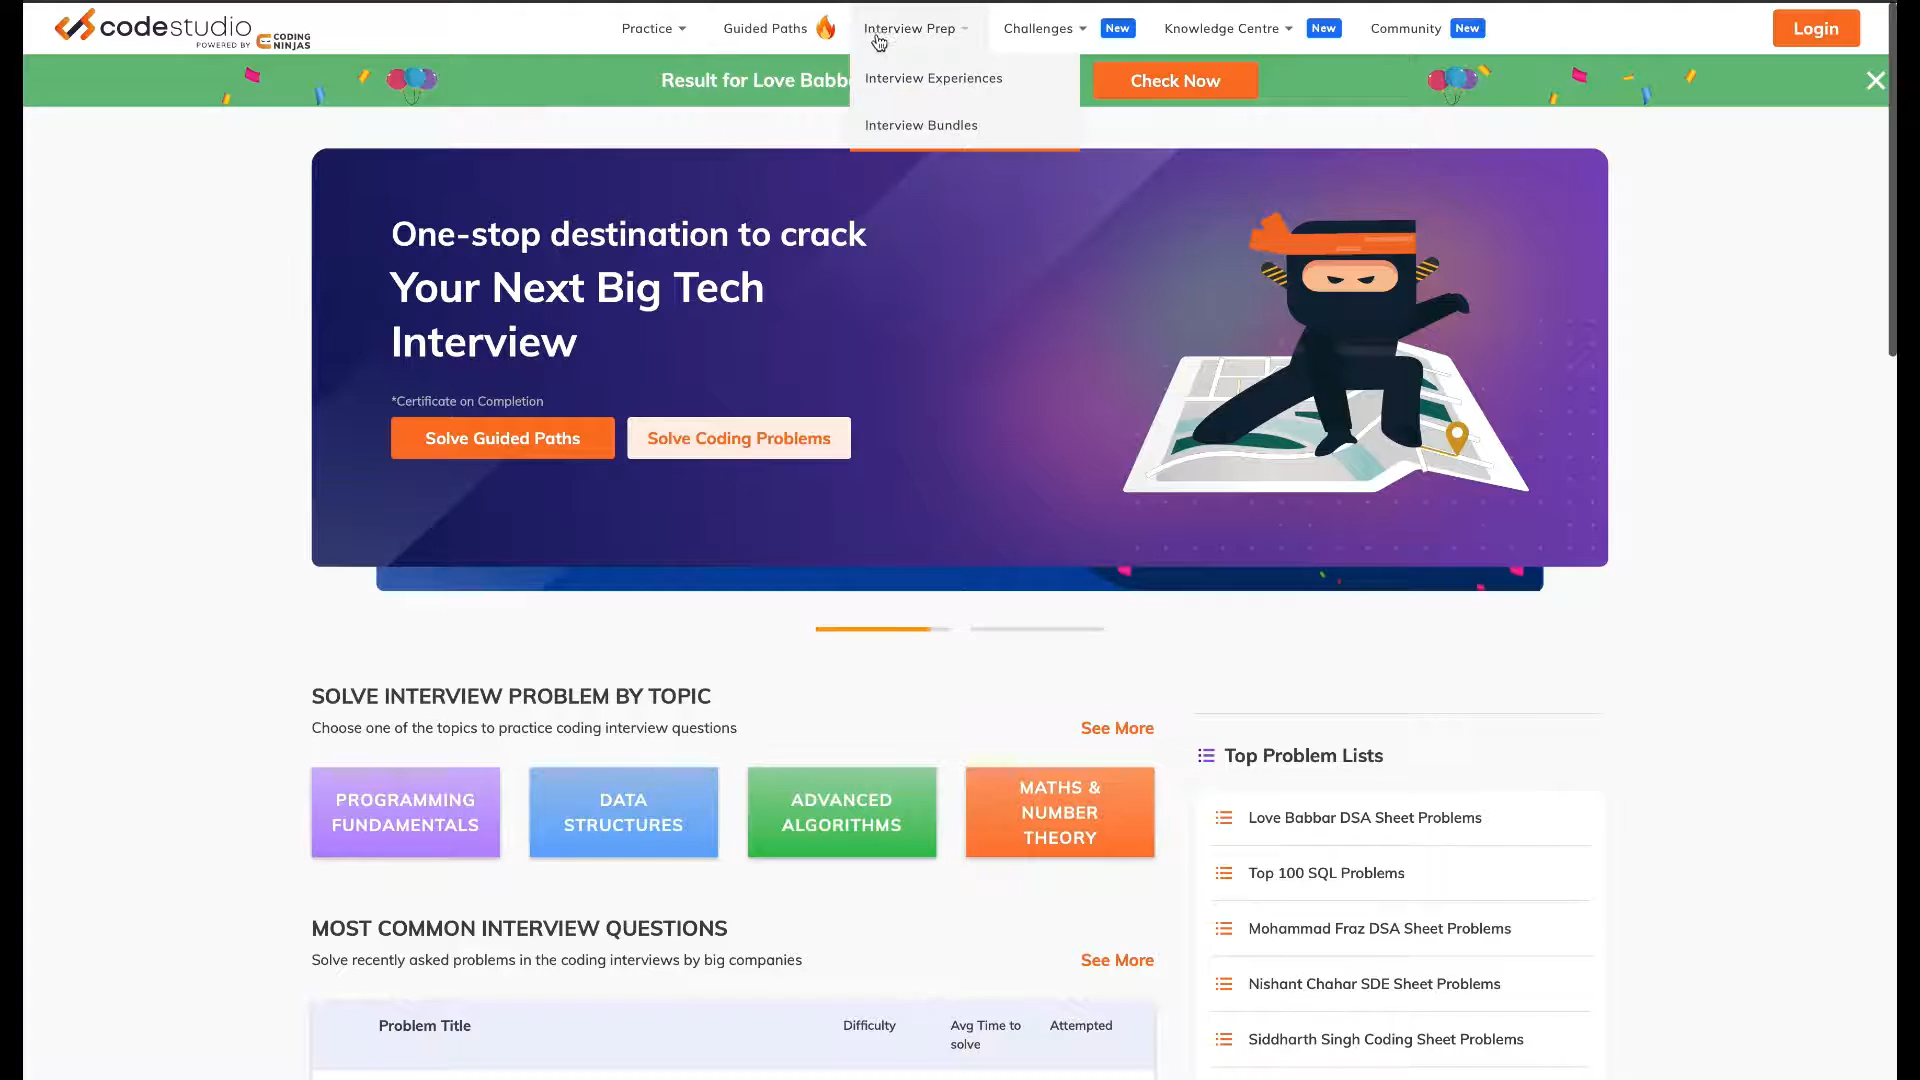 codestudio
POWERED BY CODING NINJAS
Practice
Guided Paths
Interview Prep
Challenges New
Knowledge Centre New
Community New
Login
Result for Love Babb
Check Now
Interview Experiences
Interview Bundles
One-stop destination to crack
Your Next Big Tech
Interview
*Certificate on Completion
Solve Guided Paths
Solve Coding Problems
SOLVE INTERVIEW PROBLEM BY TOPIC
Choose one of the topics to practice coding interview questions
See More
PROGRAMMING
FUNDAMENTALS
DATA
STRUCTURES
ADVANCED
ALGORITHMS
MATHS &
NUMBER
THEORY
MOST COMMON INTERVIEW QUESTIONS
Solve recently asked problems in the coding interviews by big companies
See More
Problem Title
Difficulty
Avg Time to
solve
Attempted
Top Problem Lists
Love Babbar DSA Sheet Problems
Top 100 SQL Problems
Mohammad Fraz DSA Sheet Problems
Nishant Chahar SDE Sheet Problems
Siddharth Singh Coding Sheet Problems